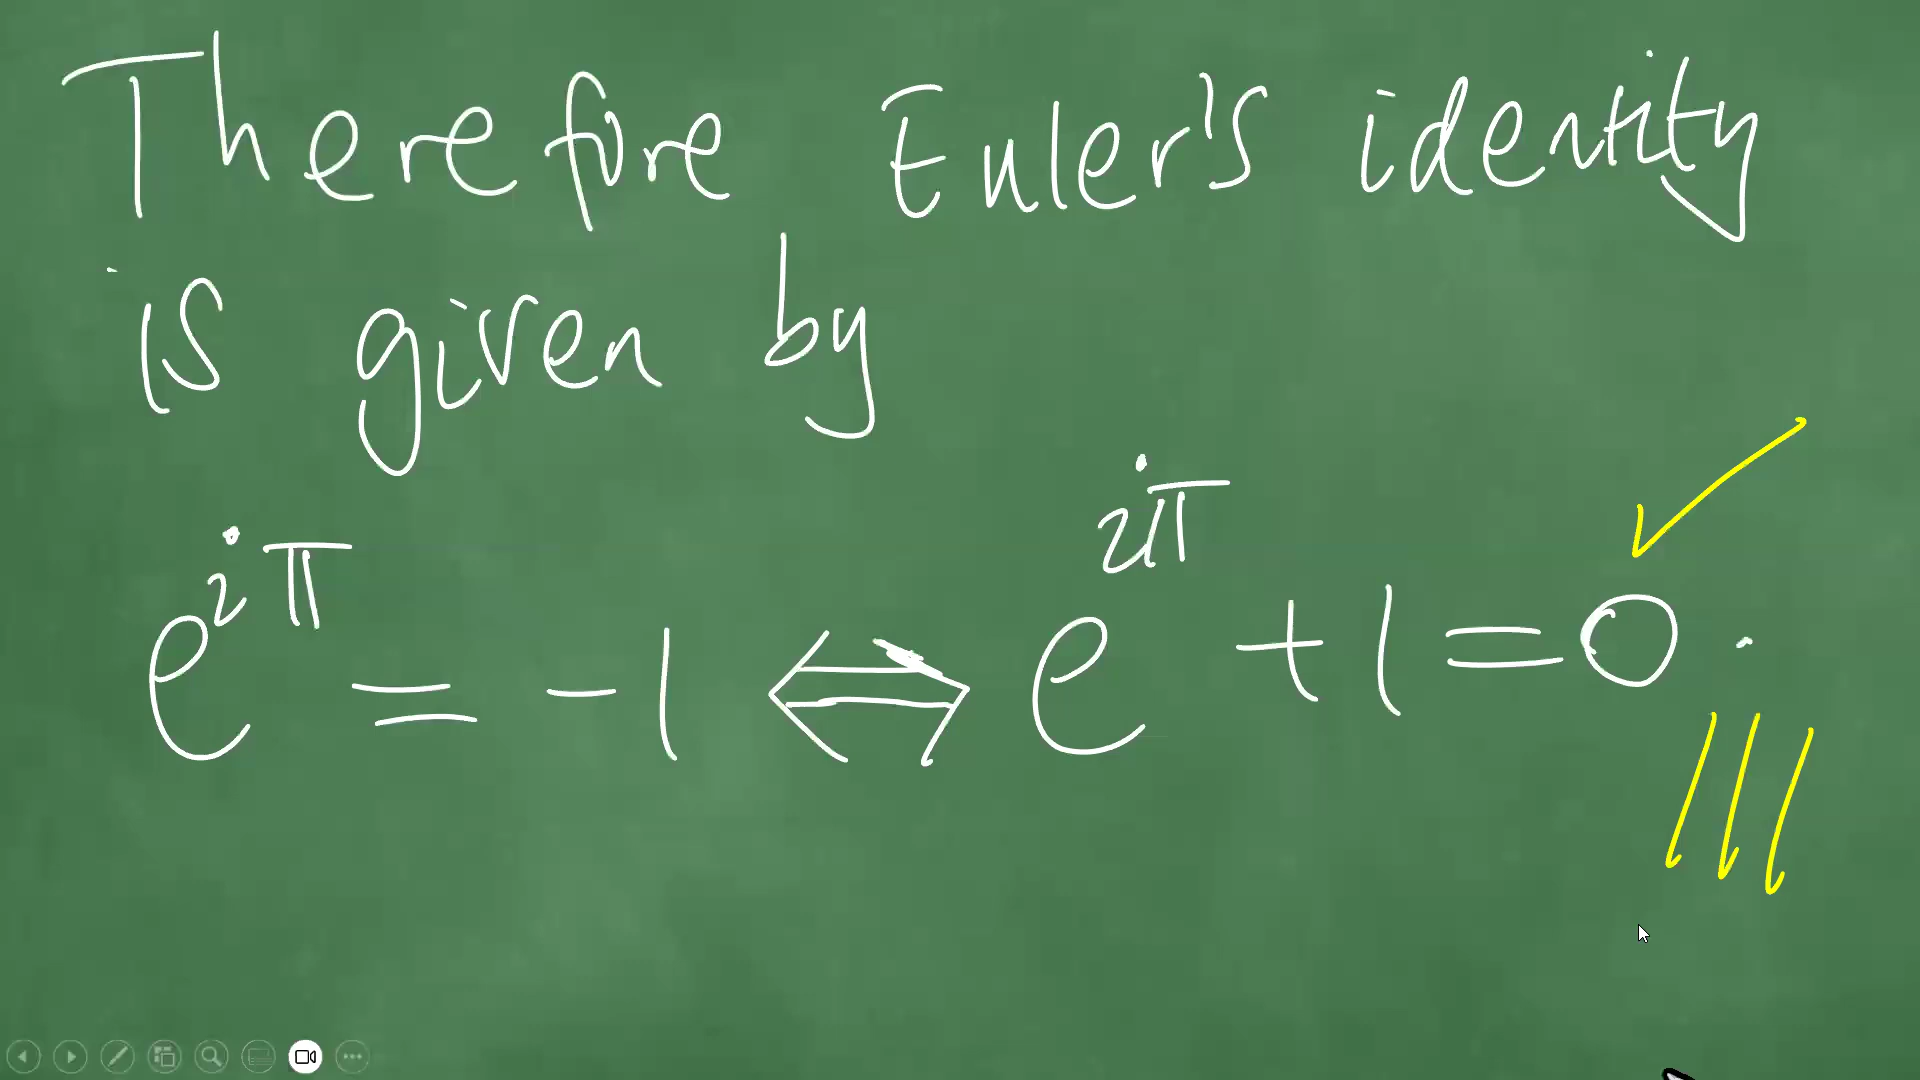 Therefore Euler's identity
is given by
e^{iπ} = -1 ⟺ e^{iπ} + 1 = 0.